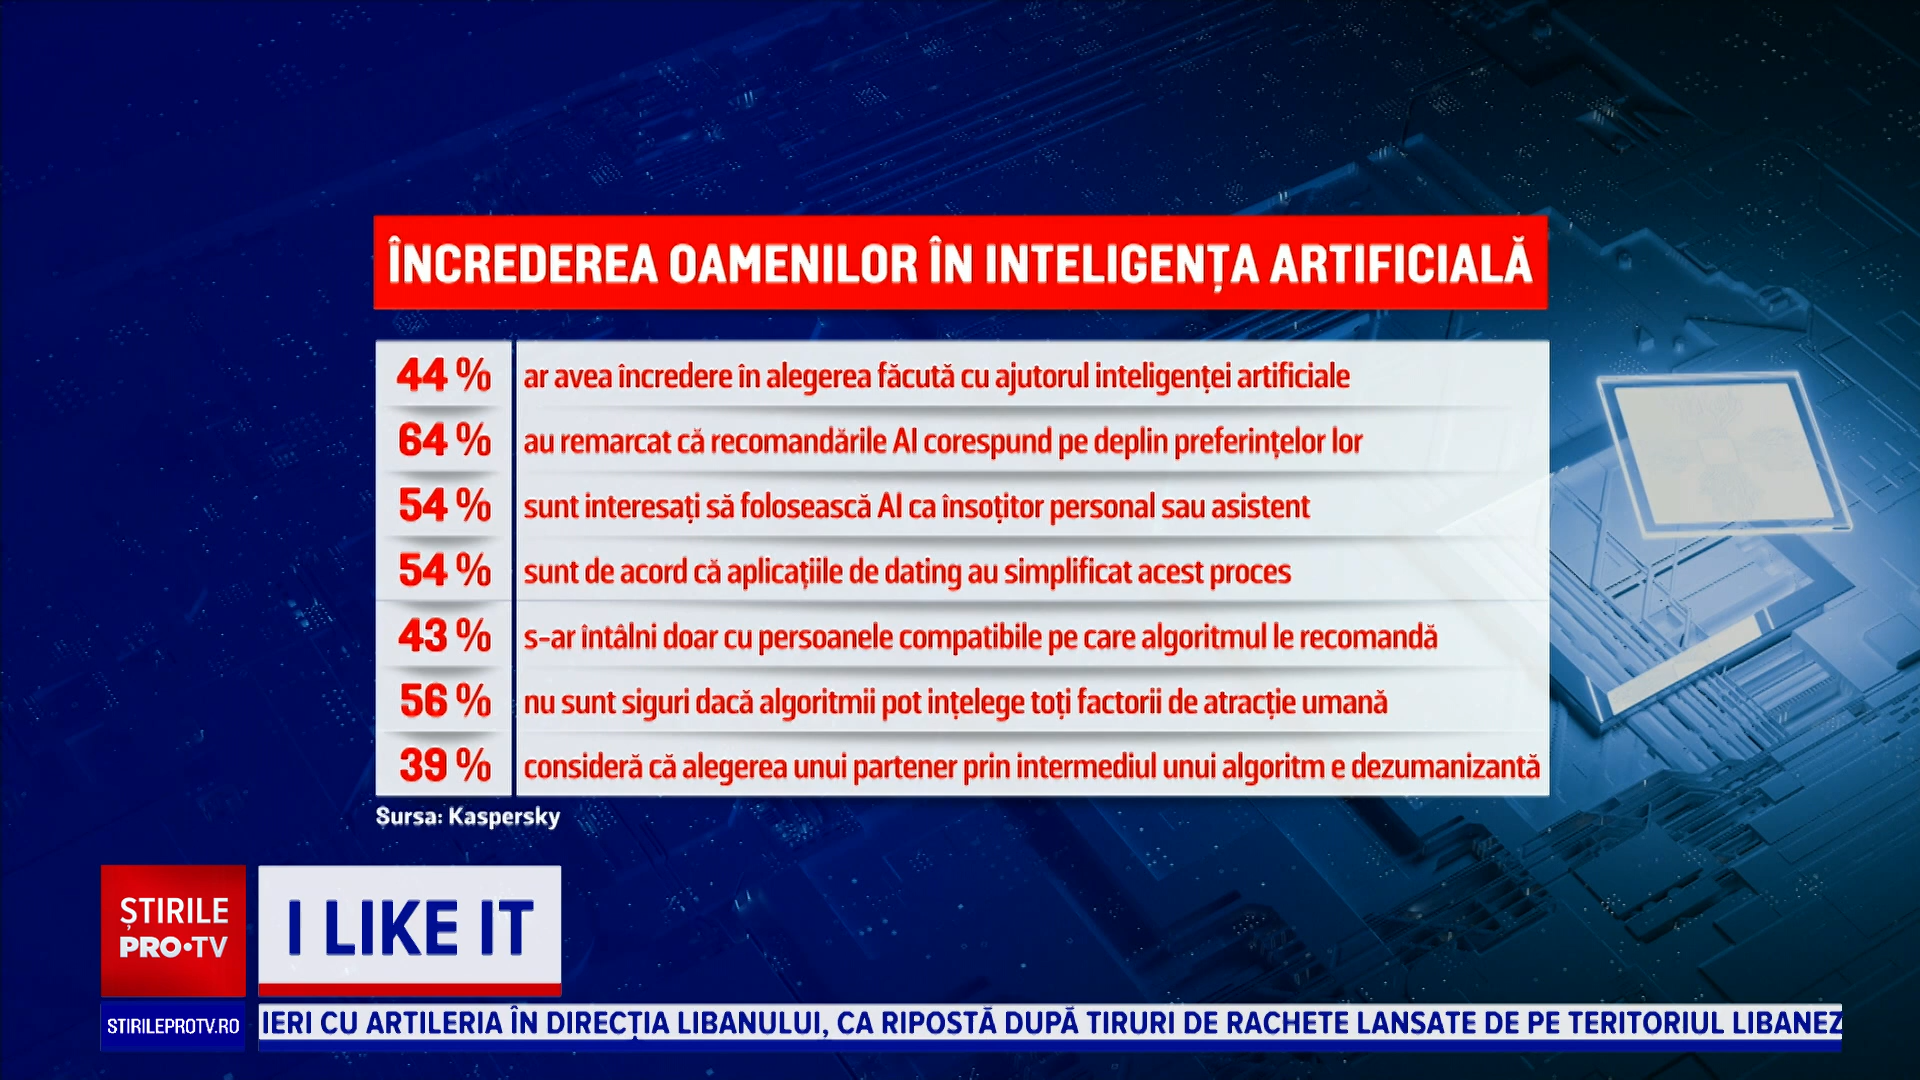 ÎNCREDEREA OAMENILOR ÎN INTELIGENȚA ARTIFICIALĂ
44% ar avea încredere în alegerea făcută cu ajutorul inteligenței artificiale
64% au remarcat că recomandările AI corespund pe deplin preferințelor lor
54% sunt interesați să folosească AI ca însoțitor personal sau asistent
54% sunt de acord că aplicațiile de dating au simplificat acest proces
43% s-ar întâlni doar cu persoanele compatibile pe care algoritmul le recomandă
56% nu sunt siguri dacă algoritmii pot ințelege toți factorii de atracție umană
39% consideră că alegerea unui partener prin intermediul unui algoritm e dezumanizantă
Sursa: Kaspersky
ȘTIRILE
PRO•TV
I LIKE IT
STIRILEPROTV.RO
IERI CU ARTILERIA ÎN DIRECȚIA LIBANULUI, CA RIPOSTĂ DUPĂ TIRURI DE RACHETE LANSATE DE PE TERITORIUL LIBANEZ